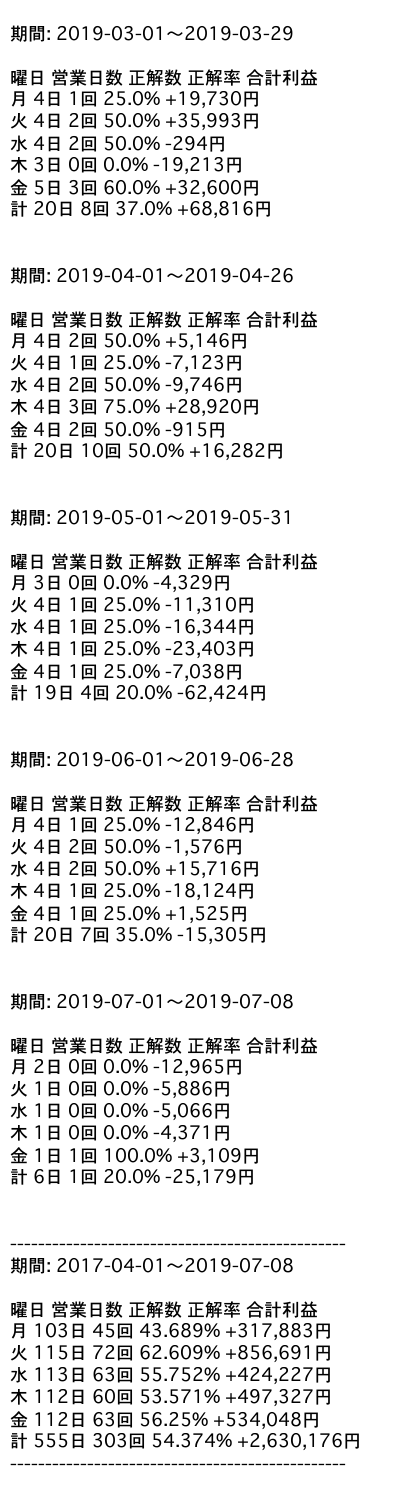 期間: 2019-03-01～2019-03-29
曜日 営業日数 正解数 正解率 合計利益
月 4日 1回 25.0% +19,730円
火 4日 2回 50.0% +35,993円
水 4日 2回 50.0% -294円
木 3日 0回 0.0% -19,213円
金 5日 3回 60.0% +32,600円
計 20日 8回 37.0% +68,816円
期間: 2019-04-01～2019-04-26
曜日 営業日数 正解数 正解率 合計利益
月 4日 2回 50.0% +5,146円
火 4日 1回 25.0% -7,123円
水 4日 2回 50.0% -9,746円
木 4日 3回 75.0% +28,920円
金 4日 2回 50.0% -915円
計 20日 10回 50.0% +16,282円
期間: 2019-05-01～2019-05-31
曜日 営業日数 正解数 正解率 合計利益
月 3日 0回 0.0% -4,329円
火 4日 1回 25.0% -11,310円
水 4日 1回 25.0% -16,344円
木 4日 1回 25.0% -23,403円
金 4日 1回 25.0% -7,038円
計 19日 4回 20.0% -62,424円
期間: 2019-06-01～2019-06-28
曜日 営業日数 正解数 正解率 合計利益
月 4日 1回 25.0% -12,846円
火 4日 2回 50.0% -1,576円
水 4日 2回 50.0% +15,716円
木 4日 1回 25.0% -18,124円
金 4日 1回 25.0% +1,525円
計 20日 7回 35.0% -15,305円
期間: 2019-07-01～2019-07-08
曜日 営業日数 正解数 正解率 合計利益
月 2日 0回 0.0% -12,965円
火 1日 0回 0.0% -5,886円
水 1日 0回 0.0% -5,066円
木 1日 0回 0.0% -4,371円
金 1日 1回 100.0% +3,109円
計 6日 1回 20.0% -25,179円
------------------------------------------------
期間: 2017-04-01～2019-07-08
曜日 営業日数 正解数 正解率 合計利益
月 103日 45回 43.689% +317,883円
火 115日 72回 62.609% +856,691円
水 113日 63回 55.752% +424,227円
木 112日 60回 53.571% +497,327円
金 112日 63回 56.25% +534,048円
計 555日 303回 54.374% +2,630,176円
------------------------------------------------